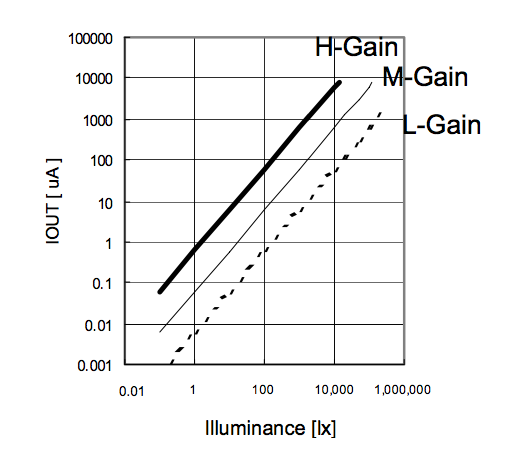 100000
H-Gain
10000
M-Gain
1000
L-Gain
100
10
1
0.1
0.01
0.001
IOUT [ uA ]
0.01 1 100 10,000 1,000,000
Illuminance [lx]